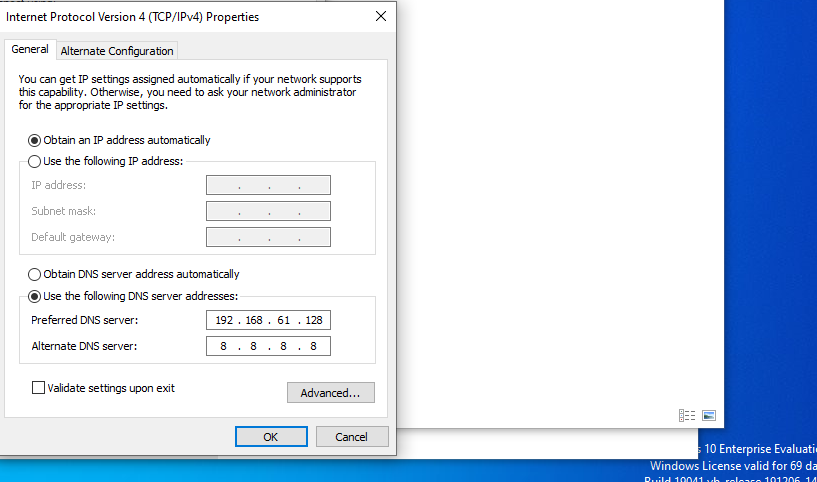 Internet Protocol Version 4 (TCP/IPv4) Properties
General
Alternate Configuration
You can get IP settings assigned automatically if your network supports
this capability. Otherwise, you need to ask your network administrator
for the appropriate IP settings.
Obtain an IP address automatically
Use the following IP address:
IP address:
. . .
Subnet mask:
. . .
Default gateway:
. . .
Obtain DNS server address automatically
Use the following DNS server addresses:
Preferred DNS server:
192 . 168 . 61 . 128
Alternate DNS server:
8 . 8 . 8 . 8
Validate settings upon exit
Advanced...
OK
Cancel
s 10 Enterprise Evaluatio
Windows License valid for 69 da
Build 19041.vb_release.191206-14